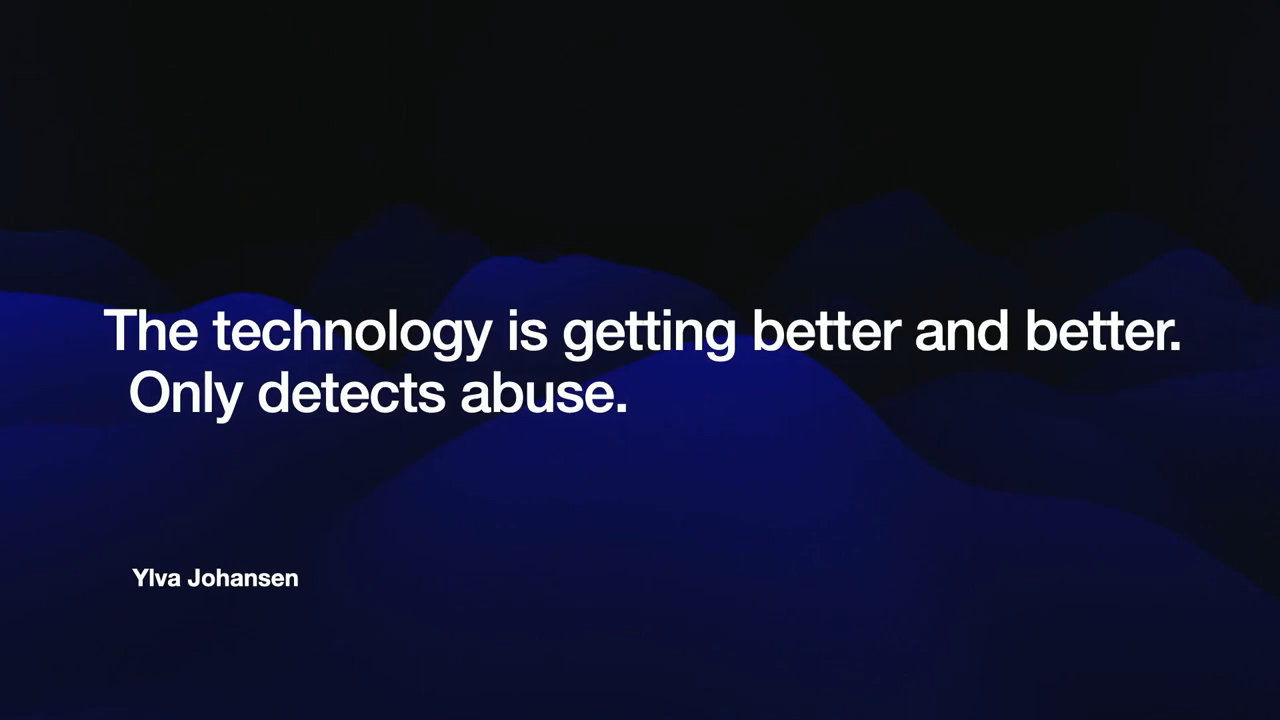 The technology is getting better and better.
Only detects abuse.
Ylva Johansen